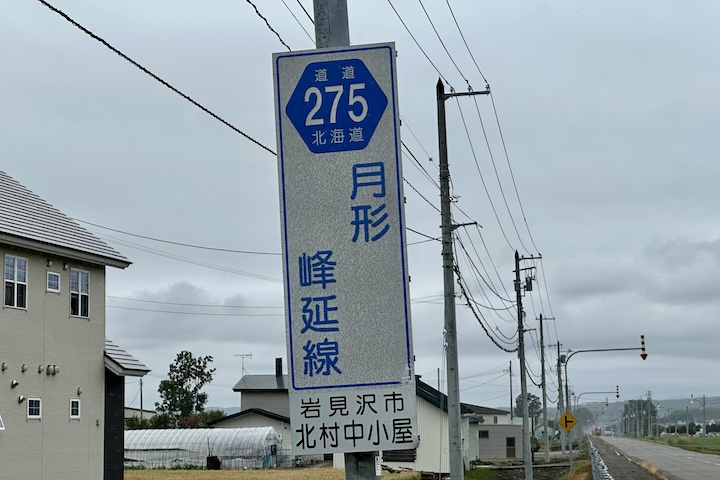 道道
275
北海道
月形
峰延線
岩見沢市
北村中小屋